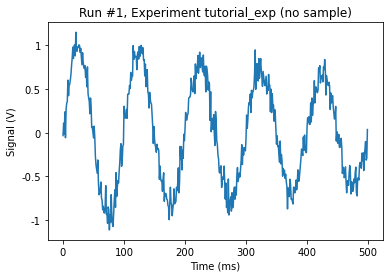 Run #1, Experiment tutorial_exp (no sample)
1
0.5
0
-0.5
-1
Signal (V)
0 100 200 300 400 500
Time (ms)